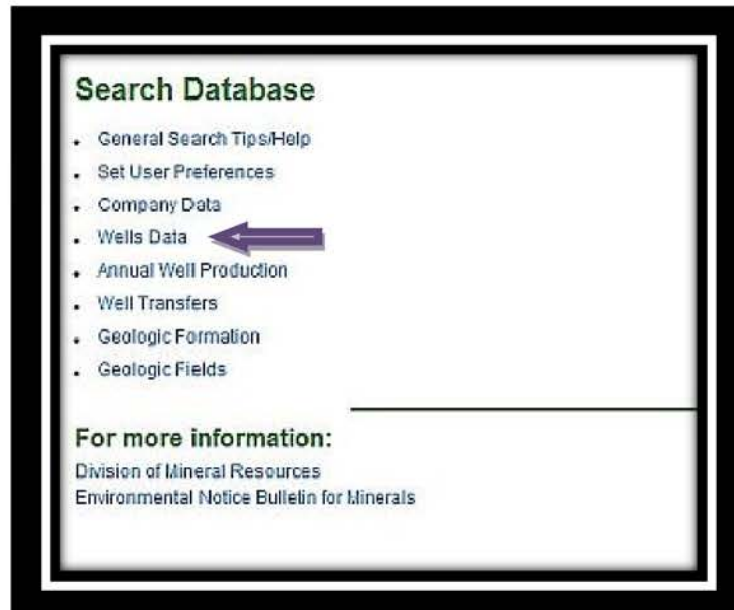 Search Database
• General Search Tips/Help
• Set User Preferences
• Company Data
• Wells Data
• Annual Well Production
• Well Transfers
• Geologic Formation
• Geologic Fields
For more information:
Division of Mineral Resources
Environmental Notice Bulletin for Minerals